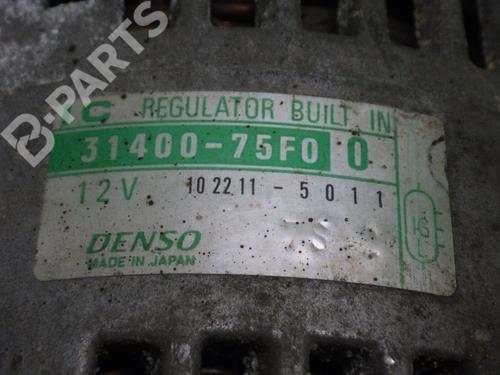 B-PARTS
C REGULATOR BUILT IN
31400-75F0 0
12V 102211-5011
DENSO
MADE IN JAPAN
IG
L